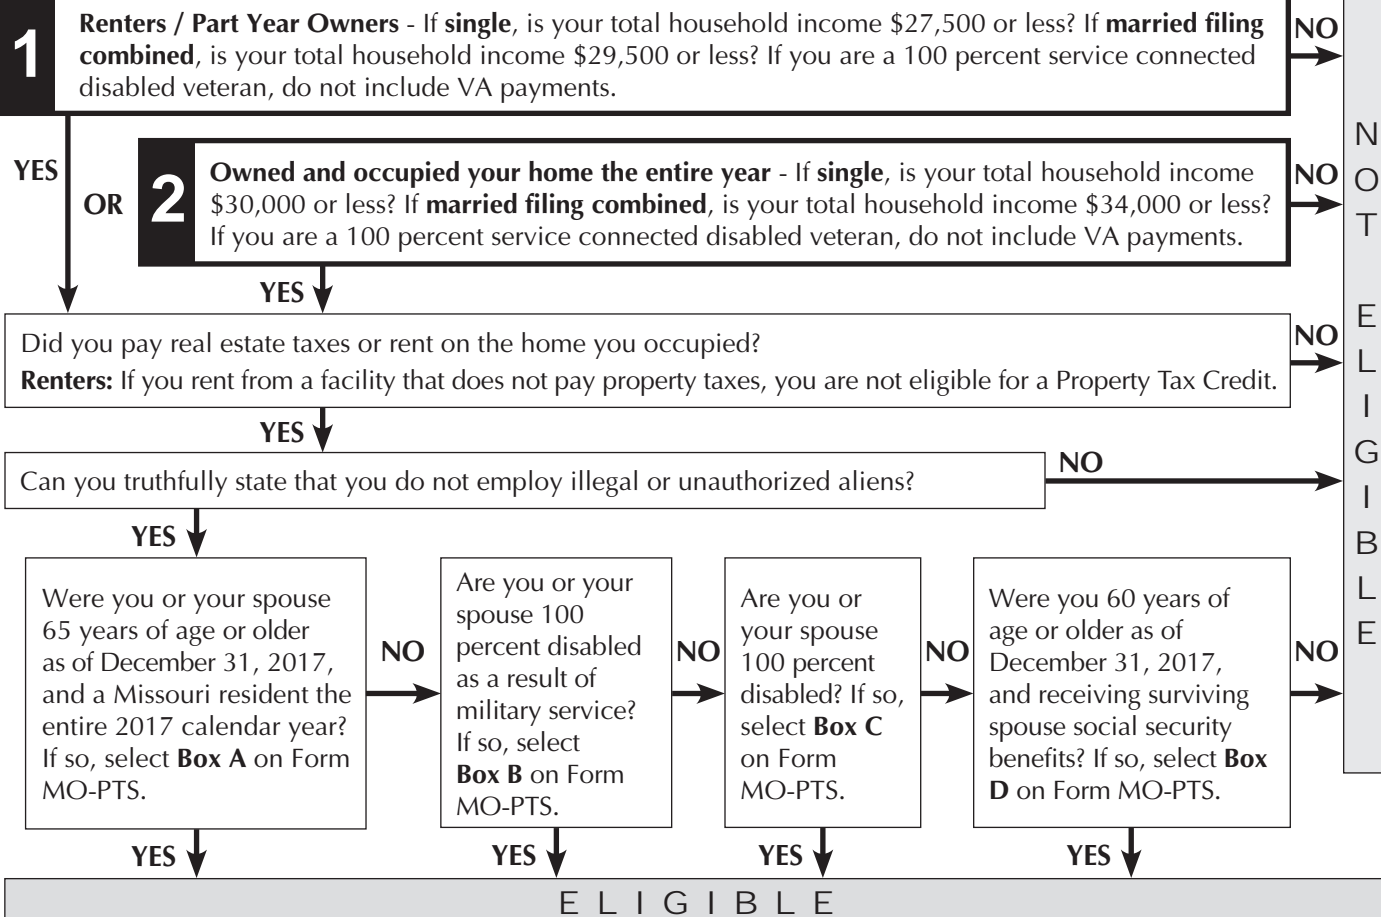 1
Renters / Part Year Owners - If single, is your total household income $27,500 or less? If married filing
combined, is your total household income $29,500 or less? If you are a 100 percent service connected
disabled veteran, do not include VA payments.
NO
YES
OR
2
Owned and occupied your home the entire year - If single, is your total household income
$30,000 or less? If married filing combined, is your total household income $34,000 or less?
If you are a 100 percent service connected disabled veteran, do not include VA payments.
NO
YES
Did you pay real estate taxes or rent on the home you occupied?
Renters: If you rent from a facility that does not pay property taxes, you are not eligible for a Property Tax Credit.
NO
YES
Can you truthfully state that you do not employ illegal or unauthorized aliens?
NO
YES
Were you or your spouse
65 years of age or older
as of December 31, 2017,
and a Missouri resident the
entire 2017 calendar year?
If so, select Box A on Form
MO-PTS.
NO
YES
Are you or your
spouse 100
percent disabled
as a result of
military service?
If so, select
Box B on Form
MO-PTS.
NO
YES
Are you or
your spouse
100 percent
disabled? If so,
select Box C
on Form
MO-PTS.
NO
YES
Were you 60 years of
age or older as of
December 31, 2017,
and receiving surviving
spouse social security
benefits? If so, select Box
D on Form MO-PTS.
NO
YES
NOT ELIGIBLE
ELIGIBLE